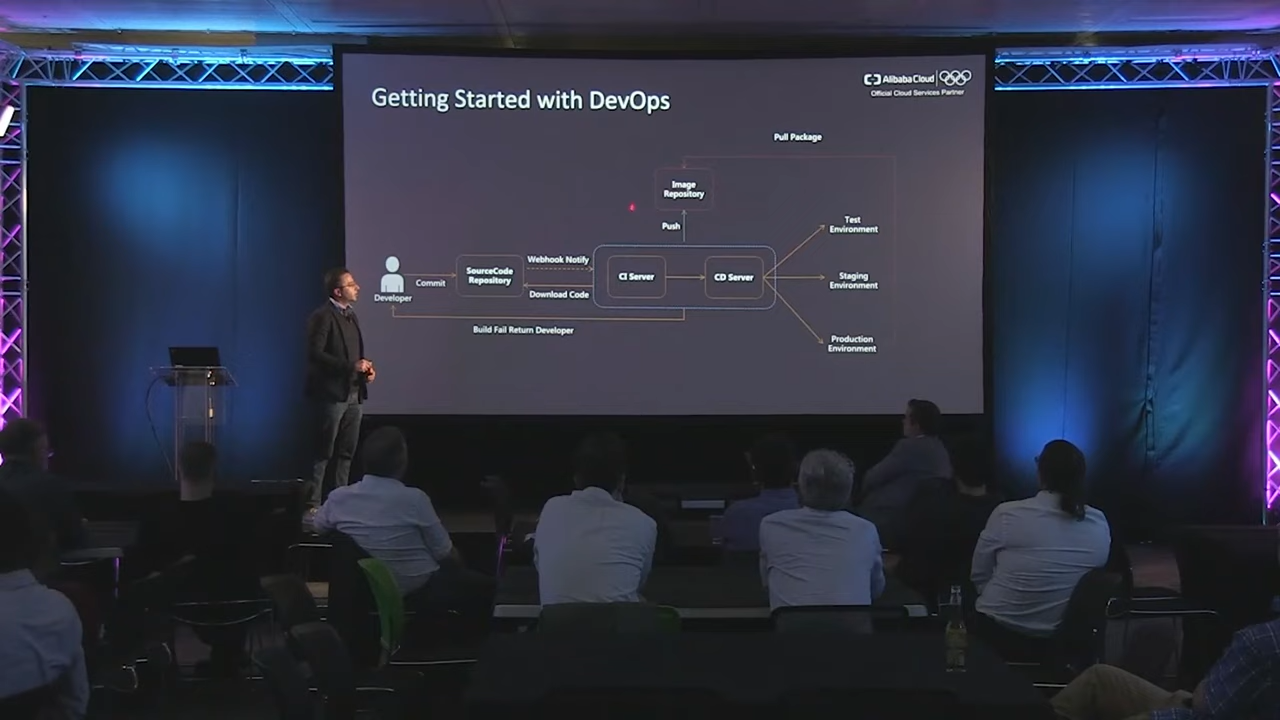 Getting Started with DevOps
Alibaba Cloud
Official Cloud Services Partner
Pull Package
Image
Repository
Push
Test
Environment
Webhook Notify
SourceCode
Repository
CI Server
CD Server
Staging
Environment
Commit
Developer
Download Code
Build Fail Return Developer
Production
Environment